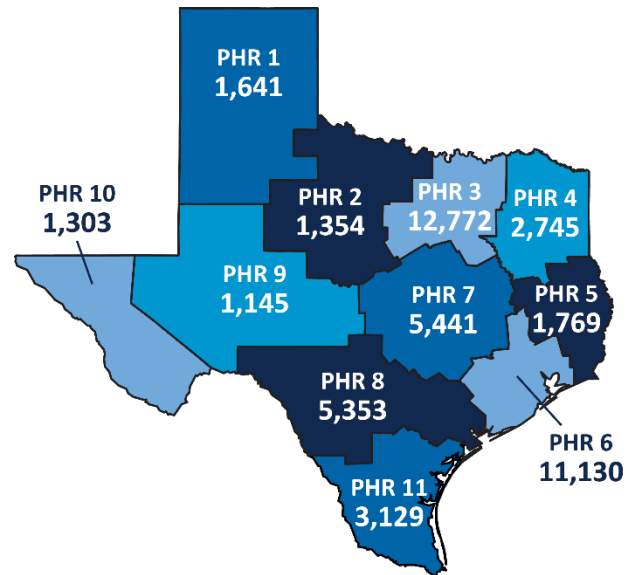 PHR 1
1,641
PHR 10
1,303
PHR 2
1,354
PHR 3
12,772
PHR 4
2,745
PHR 9
1,145
PHR 7
5,441
PHR 5
1,769
PHR 8
5,353
PHR 6
11,130
PHR 11
3,129